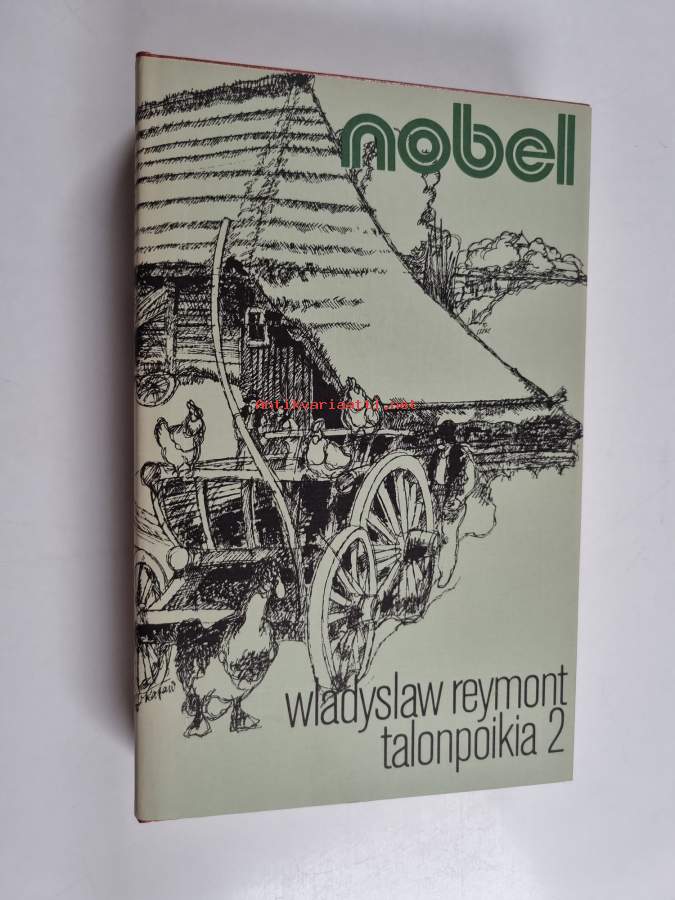 nobel
Antikvariaatti.net
wladyslaw reymont
talonpoikia 2